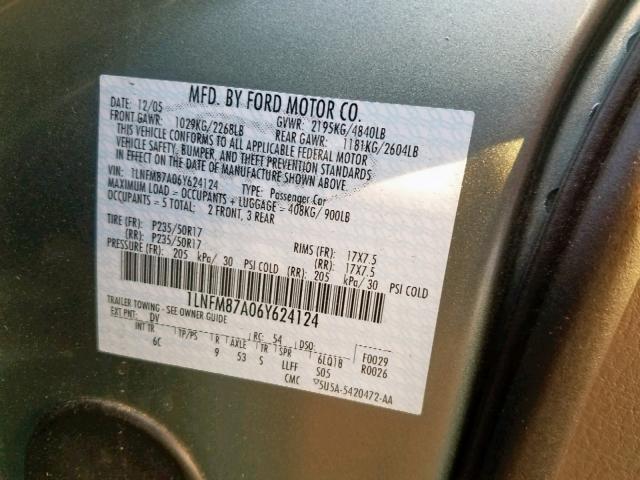 MFD. BY FORD MOTOR CO.
DATE: 12/05 GVWR: 2195KG/4840LB
FRONT GAWR: 1029KG/2268LB REAR GAWR: 1181KG/2604LB
THIS VEHICLE CONFORMS TO ALL APPLICABLE FEDERAL MOTOR
VEHICLE SAFETY, BUMPER, AND THEFT PREVENTION STANDARDS
IN EFFECT ON THE DATE OF MANUFACTURE SHOWN ABOVE.
VIN: 1LNFM87A06Y624124 TYPE: Passenger Car
MAXIMUM LOAD = OCCUPANTS + LUGGAGE = 408KG/ 900LB
OCCUPANTS = 5 TOTAL: 2 FRONT, 3 REAR
TIRE (FR): P235/50R17 RIMS (FR): 17X7.5
(RR): P235/50R17 (RR): 17X7.5
PRESSURE (FR): 205 kPa/ 30 PSI COLD (RR): 205 kPa/30 PSI COLD
1LNFM87A06Y624124
TRAILER TOWING - SEE OWNER GUIDE
EXT PNT: DV RC: 54 DSO: F0029
INT TR TP/PS R AXLE TR SPR 6LQ18 R0026
6C 9 53 S LLFF S05
CMC 5U5A-5420472-AA